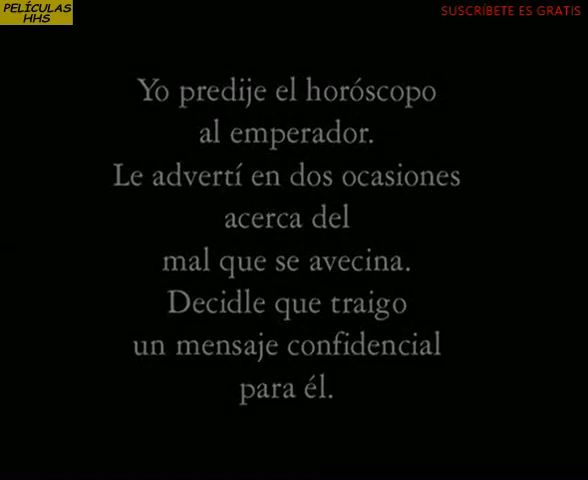 PELÍCULAS
HHS
SUSCRÍBETE ES GRATIS
Yo predije el horóscopo
al emperador.
Le advertí en dos ocasiones
acerca del
mal que se avecina.
Decidle que traigo
un mensaje confidencial
para él.